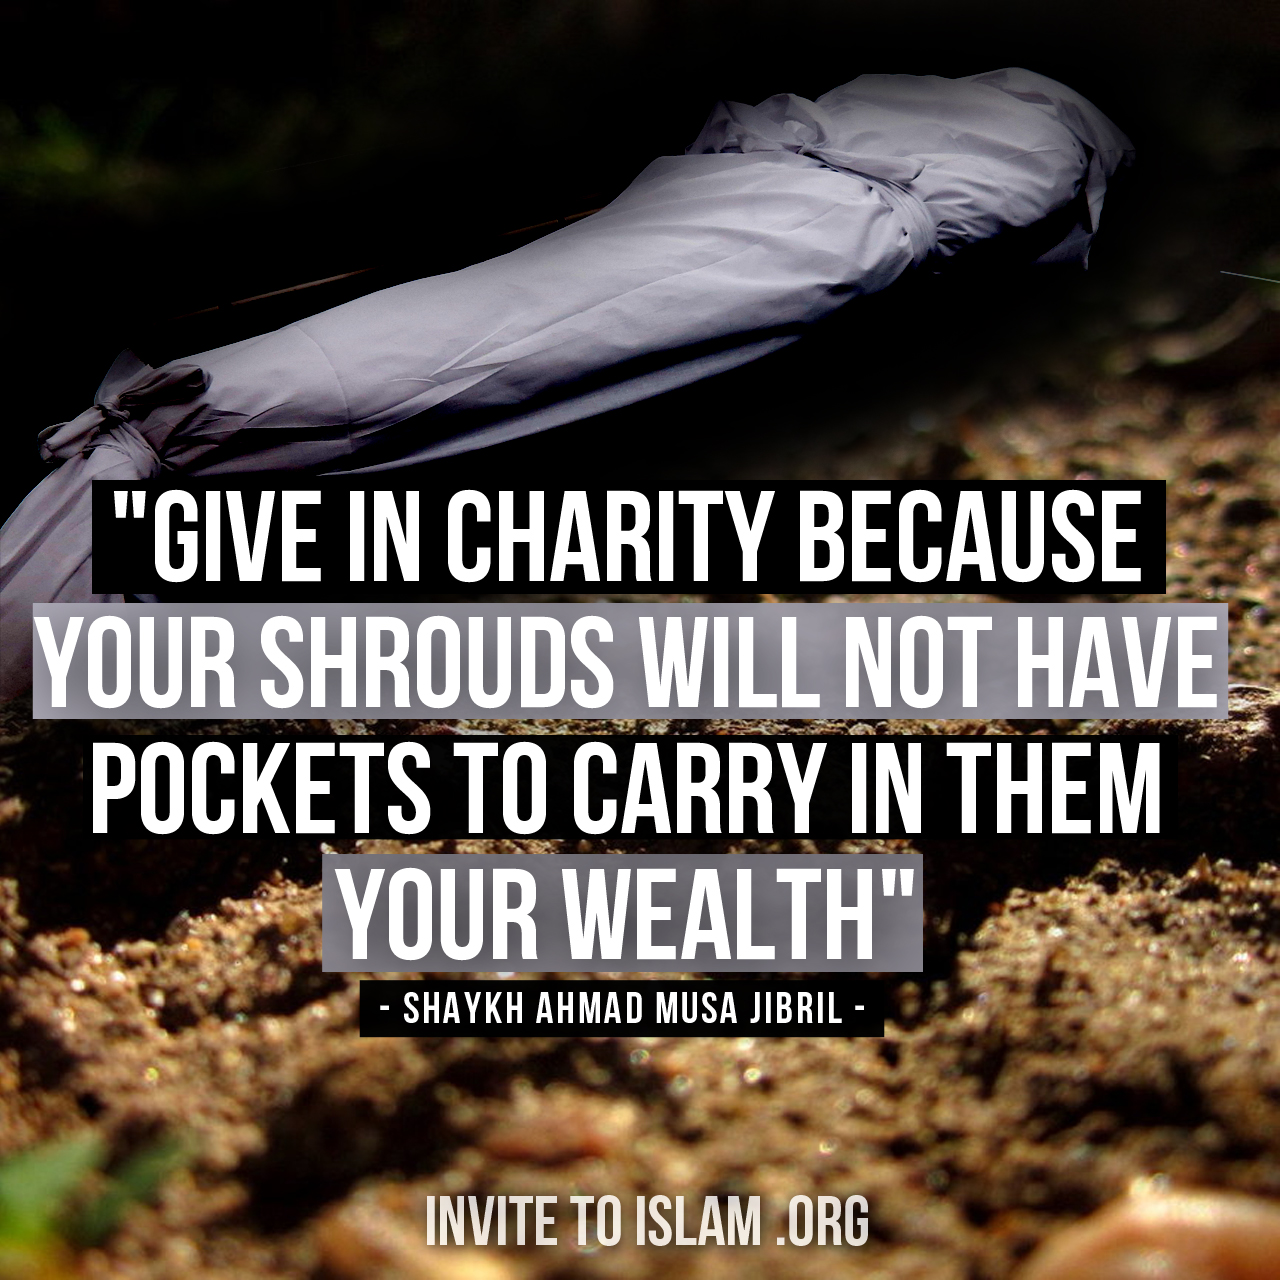 "GIVE IN CHARITY BECAUSE
YOUR SHROUDS WILL NOT HAVE
POCKETS TO CARRY IN THEM
YOUR WEALTH"
- SHAYKH AHMAD MUSA JIBRIL -
INVITE TO ISLAM .ORG